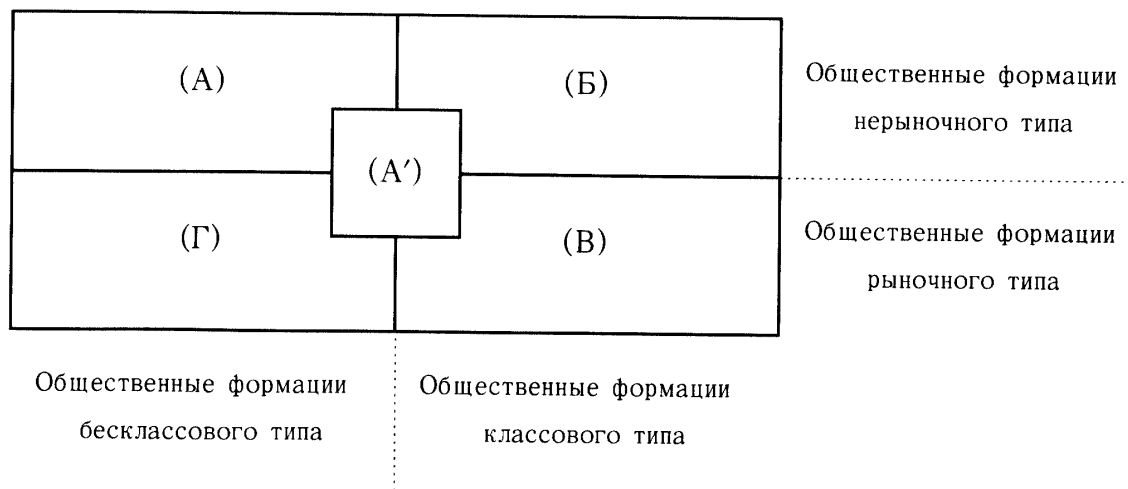 (А)
(Б)
Общественные формации
нерыночного типа
(А′)
(Г)
(В)
Общественные формации
рыночного типа
Общественные формации
бесклассового типа
Общественные формации
классового типа